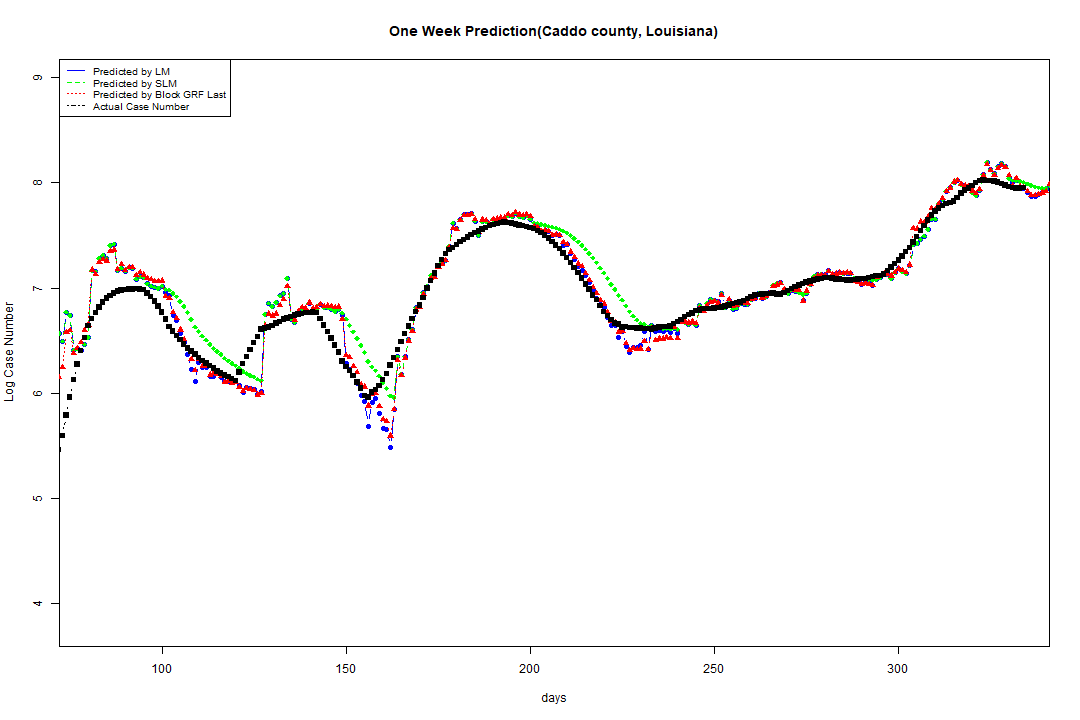 One Week Prediction(Caddo county, Louisiana)
Predicted by LM
Predicted by SLM
Predicted by Block GRF Last
Actual Case Number
9
8
7
6
5
4
Log Case Number
100 150 200 250 300
days